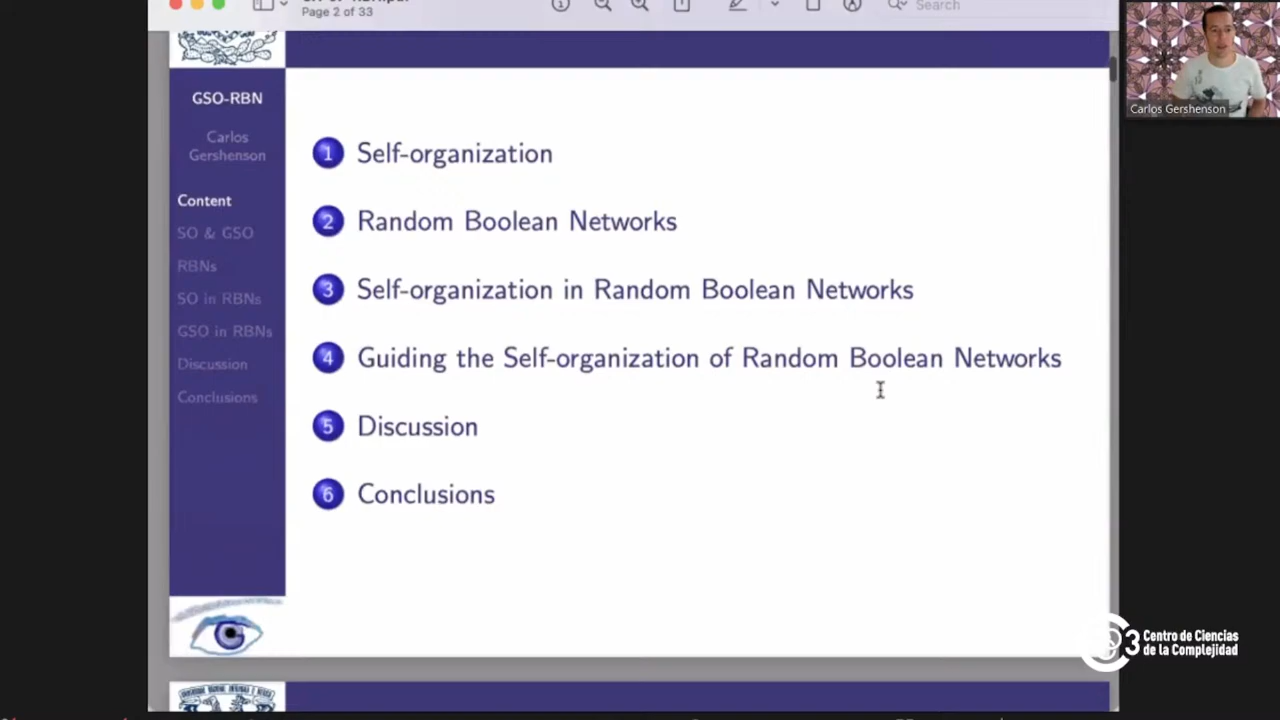 Page 2 of 33
Search
GSO-RBN
Carlos
Gershenson
Content
SO & GSO
RBNs
SO in RBNs
GSO in RBNs
Discussion
Conclusions
1 Self-organization
2 Random Boolean Networks
3 Self-organization in Random Boolean Networks
4 Guiding the Self-organization of Random Boolean Networks
5 Discussion
6 Conclusions
Carlos Gershenson
3 Centro de Ciencias
de la Complejidad